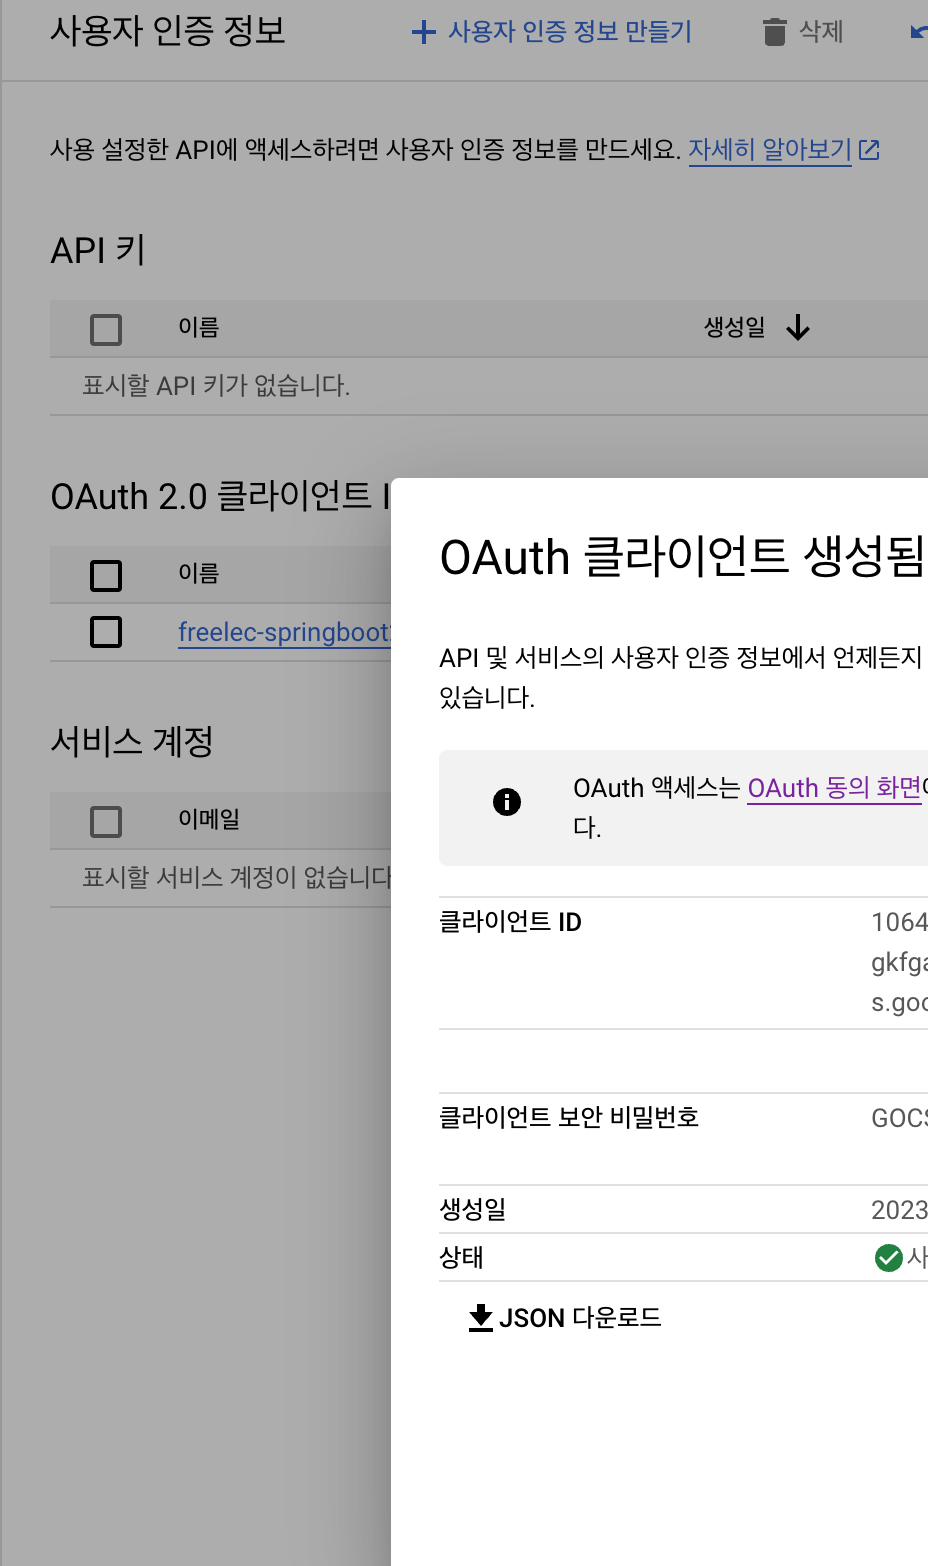 사용자 인증 정보
사용자 인증 정보 만들기
삭제
사용 설정한 API에 액세스하려면 사용자 인증 정보를 만드세요. 자세히 알아보기
API 키
이름
생성일
표시할 API 키가 없습니다.
OAuth 2.0 클라이언트 I
이름
freelec-springboot
서비스 계정
이메일
표시할 서비스 계정이 없습니다
OAuth 클라이언트 생성됨
API 및 서비스의 사용자 인증 정보에서 언제든지
있습니다.
OAuth 액세스는 OAuth 동의 화면
다.
클라이언트 ID
1064
gkfga
s.goo
클라이언트 보안 비밀번호
GOCS
생성일
2023
상태
사
JSON 다운로드